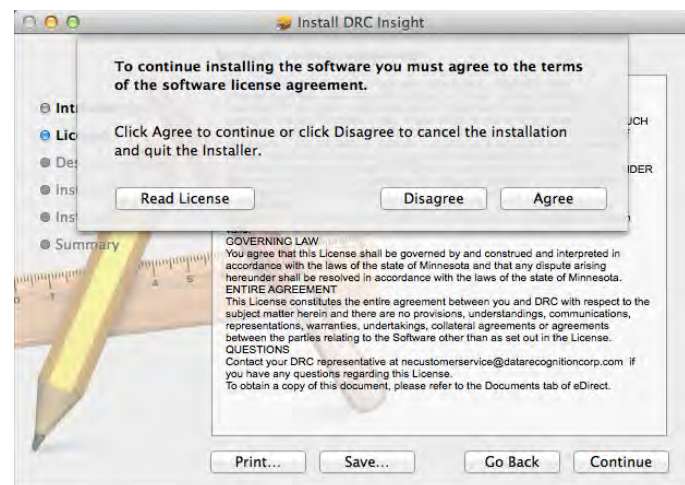 Install DRC Insight
To continue installing the software you must agree to the terms
of the software license agreement.
Click Agree to continue or click Disagree to cancel the installation
and quit the Installer.
Read License
Disagree
Agree
Int
Lic
Des
Inst
Inst
Summary
UCH
DER
GOVERNING LAW
You agree that this License shall be governed by and construed and interpreted in
accordance with the laws of the state of Minnesota and that any dispute arising
hereunder shall be resolved in accordance with the laws of the state of Minnesota.
ENTIRE AGREEMENT
This License constitutes the entire agreement between you and DRC with respect to the
subject matter herein and there are no provisions, understandings, communications,
representations, warranties, undertakings, collateral agreements or agreements
between the parties relating to the Software other than as set out in the License.
QUESTIONS
Contact your DRC representative at necustomerservice@datarecognitioncorp.com if
you have any questions regarding this License.
To obtain a copy of this document, please refer to the Documents tab of eDirect.
Print...
Save...
Go Back
Continue